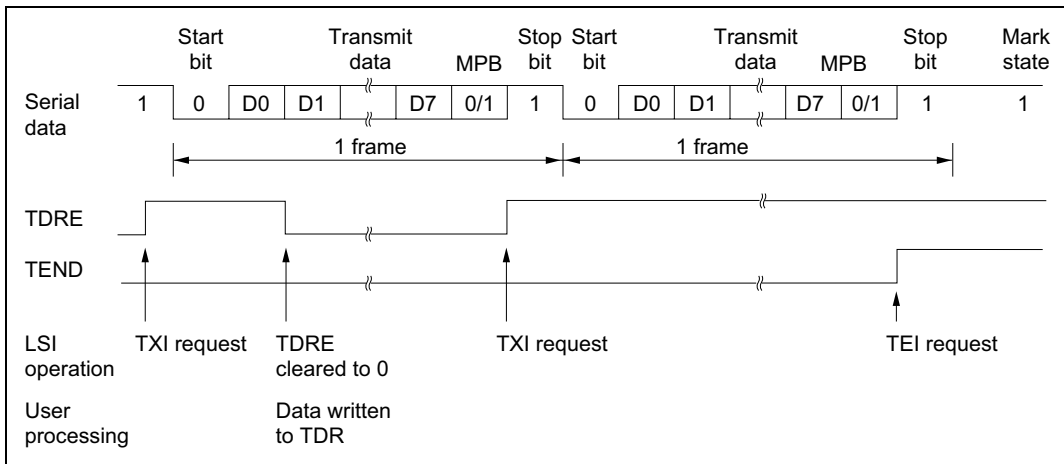 Start Transmit Stop Start Transmit Stop Mark
bit data MPB bit bit data MPB bit state
Serial data 1 0 D0 D1 D7 0/1 1 0 D0 D1 D7 0/1 1 1
1 frame 1 frame
TDRE
TEND
LSI TXI request TDRE TXI request TEI request
operation cleared to 0
User Data written
processing to TDR